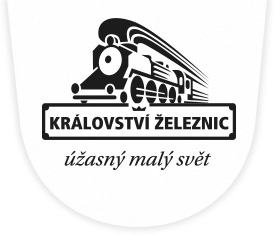 KRÁLOVSTVÍ ŽELEZNIC
úžasný malý svět